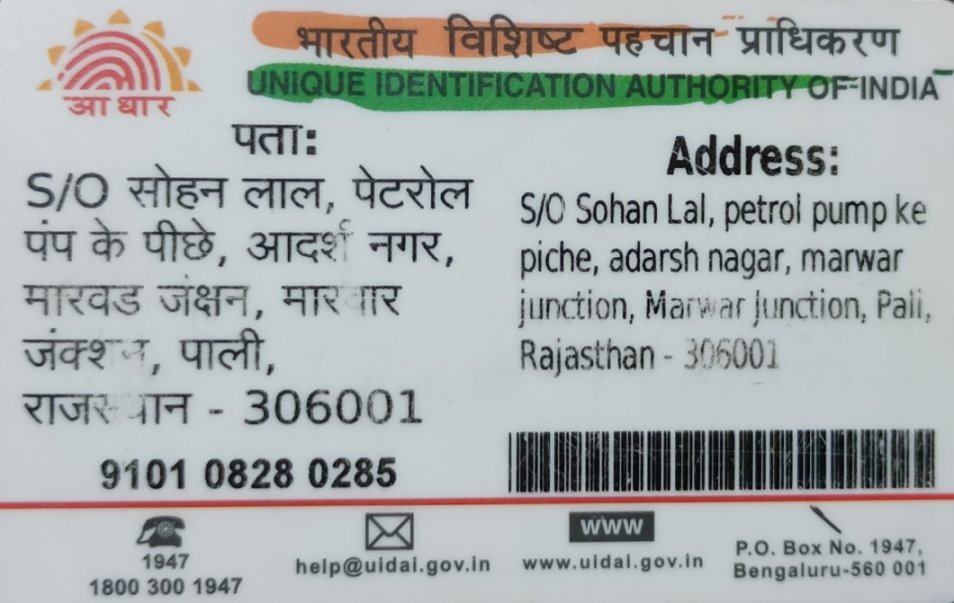 भारतीय विशिष्ट पहचान प्राधिकरण
UNIQUE IDENTIFICATION AUTHORITY OF INDIA
आधार
पता:
S/O सोहन लाल, पेटरोल
पंप के पीछे, आदर्श नगर,
मारवड जंक्षन, मारवार
जंक्शन, पाली,
राजस्थान - 306001
9101 0828 0285
Address:
S/O Sohan Lal, petrol pump ke
piche, adarsh nagar, marwar
junction, Marwar Junction, Pali,
Rajasthan - 306001
1947
1800 300 1947
help@uidai.gov.in
www
www.uidai.gov.in
P.O. Box No. 1947,
Bengaluru-560 001